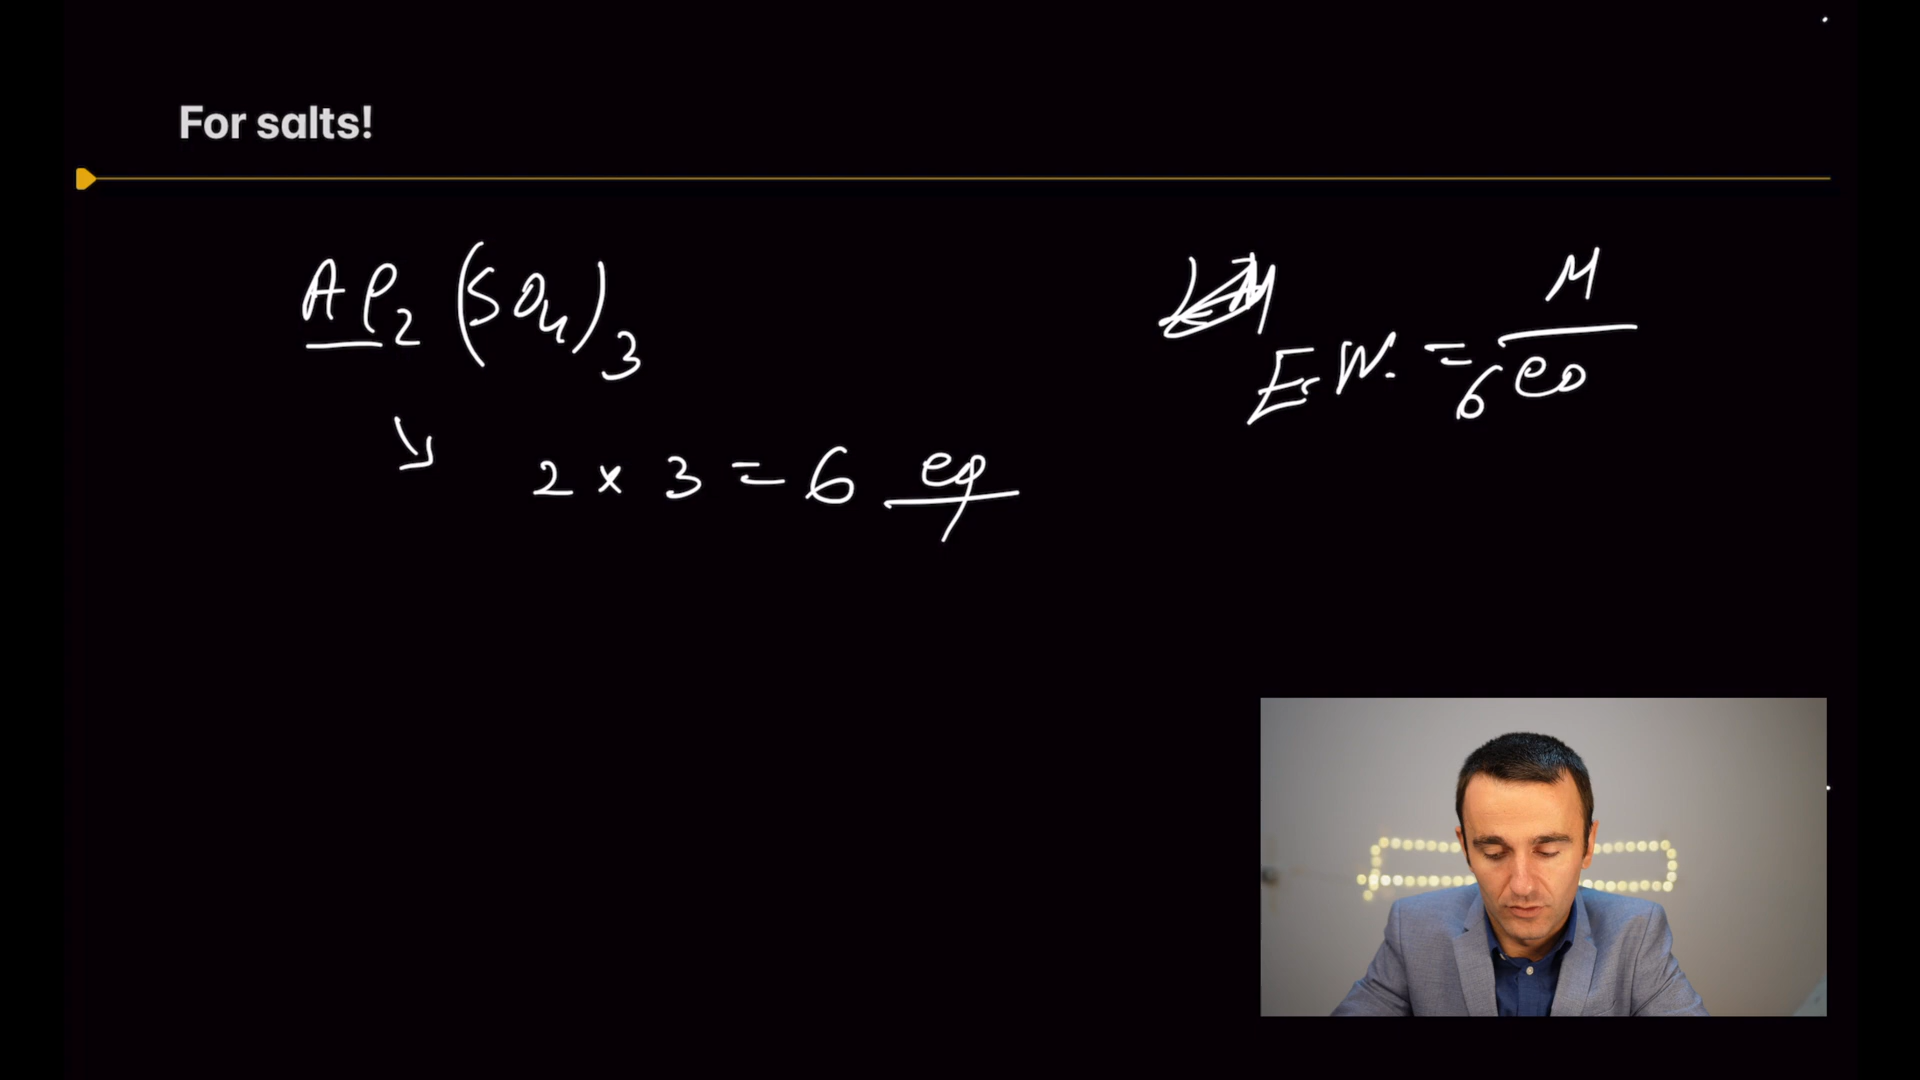 For salts!
Al₂(SO₄)₃
E.W. = M / 6 eq
2 × 3 = 6 eq